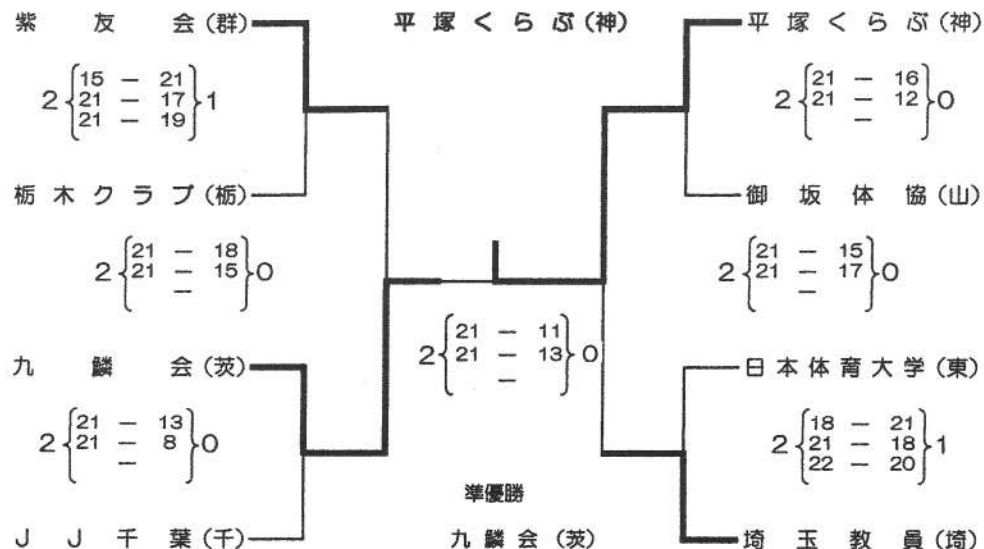 紫友会(群) 平塚くらぶ(神) 平塚くらぶ(神)
2 { 15 - 21 } 1
21 - 17
21 - 19
2 { 21 - 16 } 0
21 - 12
-
栃木クラブ(栃) 御坂体協(山)
2 { 21 - 18 } 0
21 - 15
-
2 { 21 - 15 } 0
21 - 17
-
2 { 21 - 11 } 0
21 - 13
-
九鱗会(茨) 日本体育大学(東)
2 { 21 - 13 } 0
21 - 8
-
2 { 18 - 21 } 1
21 - 18
22 - 20
準優勝
JJ千葉(千) 九鱗会(茨) 埼玉教員(埼)